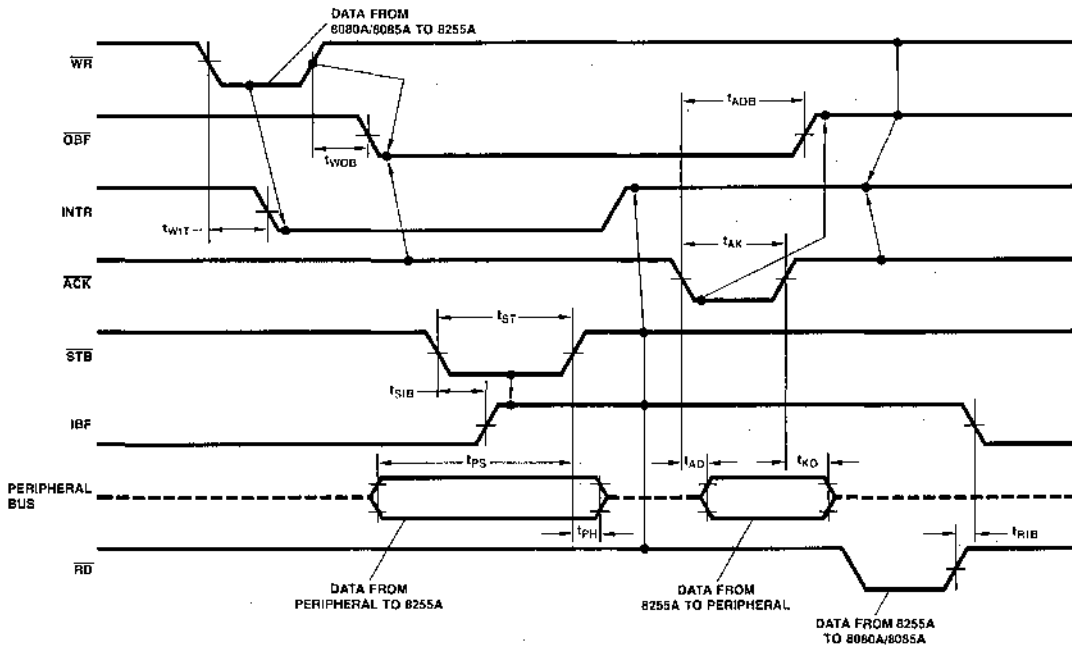 DATA FROM
8080A/8085A TO 8255A
WR
tAOB
OBF
tWOB
INTR
tWIT
tAK
ACK
tST
STB
tSIB
IBF
tPS
tAD
tKD
PERIPHERAL
BUS
tPH
tRIB
RD
DATA FROM
PERIPHERAL TO 8255A
DATA FROM
8255A TO PERIPHERAL
DATA FROM 8255A
TO 8080A/8085A